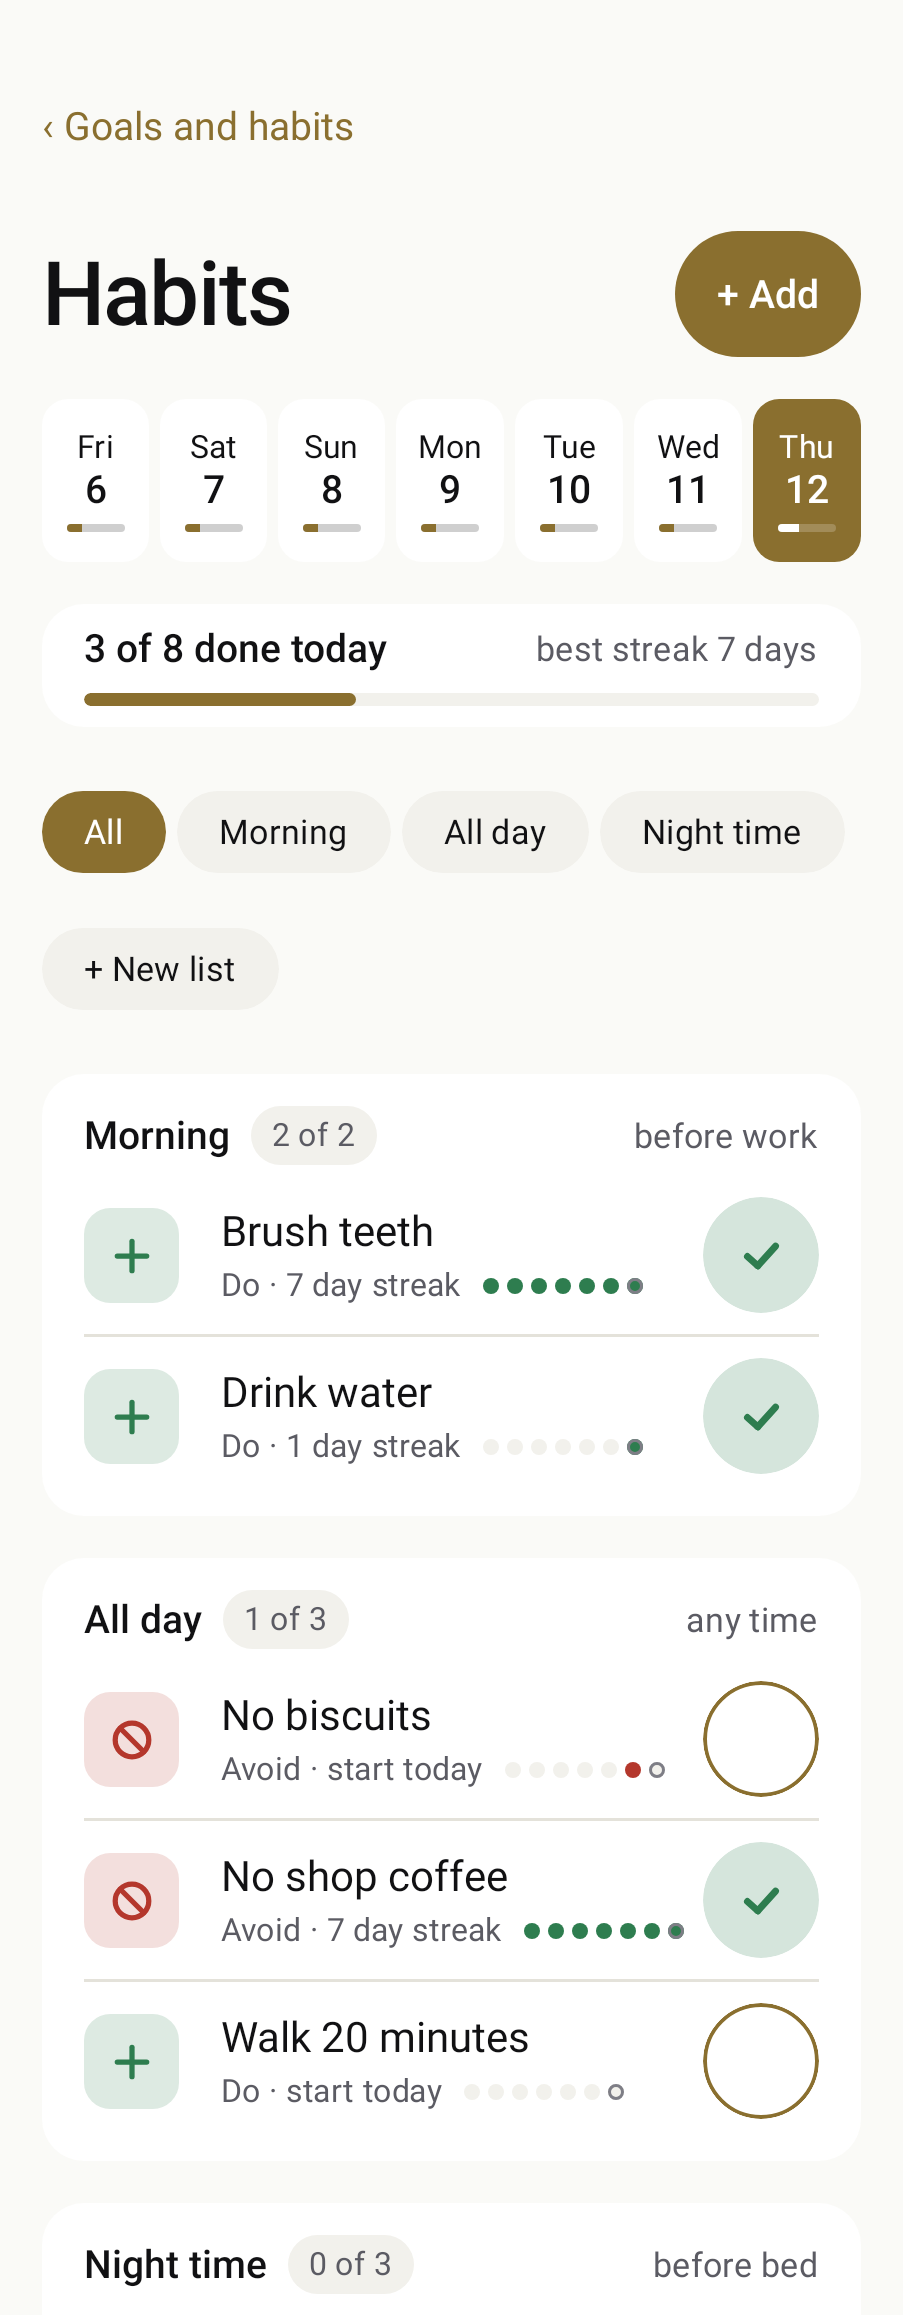 ‹ Goals and habits
Habits
+ Add
Fri Sat Sun Mon Tue Wed Thu
6 7 8 9 10 11 12
3 of 8 done today
best streak 7 days
All Morning All day Night time
+ New list
Morning 2 of 2 before work
Brush teeth
Do · 7 day streak
Drink water
Do · 1 day streak
All day 1 of 3 any time
No biscuits
Avoid · start today
No shop coffee
Avoid · 7 day streak
Walk 20 minutes
Do · start today
Night time 0 of 3 before bed